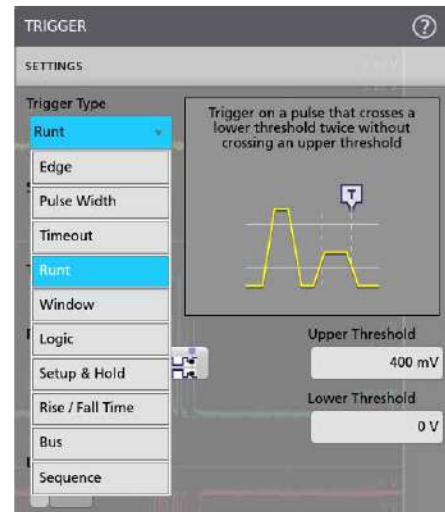 TRIGGER
?
SETTINGS
Trigger Type
Runt
Edge
Pulse Width
Timeout
Runt
Window
Logic
Setup & Hold
Rise / Fall Time
Bus
Sequence
Trigger on a pulse that crosses a
lower threshold twice without
crossing an upper threshold
T
Upper Threshold
400 mV
Lower Threshold
0 V